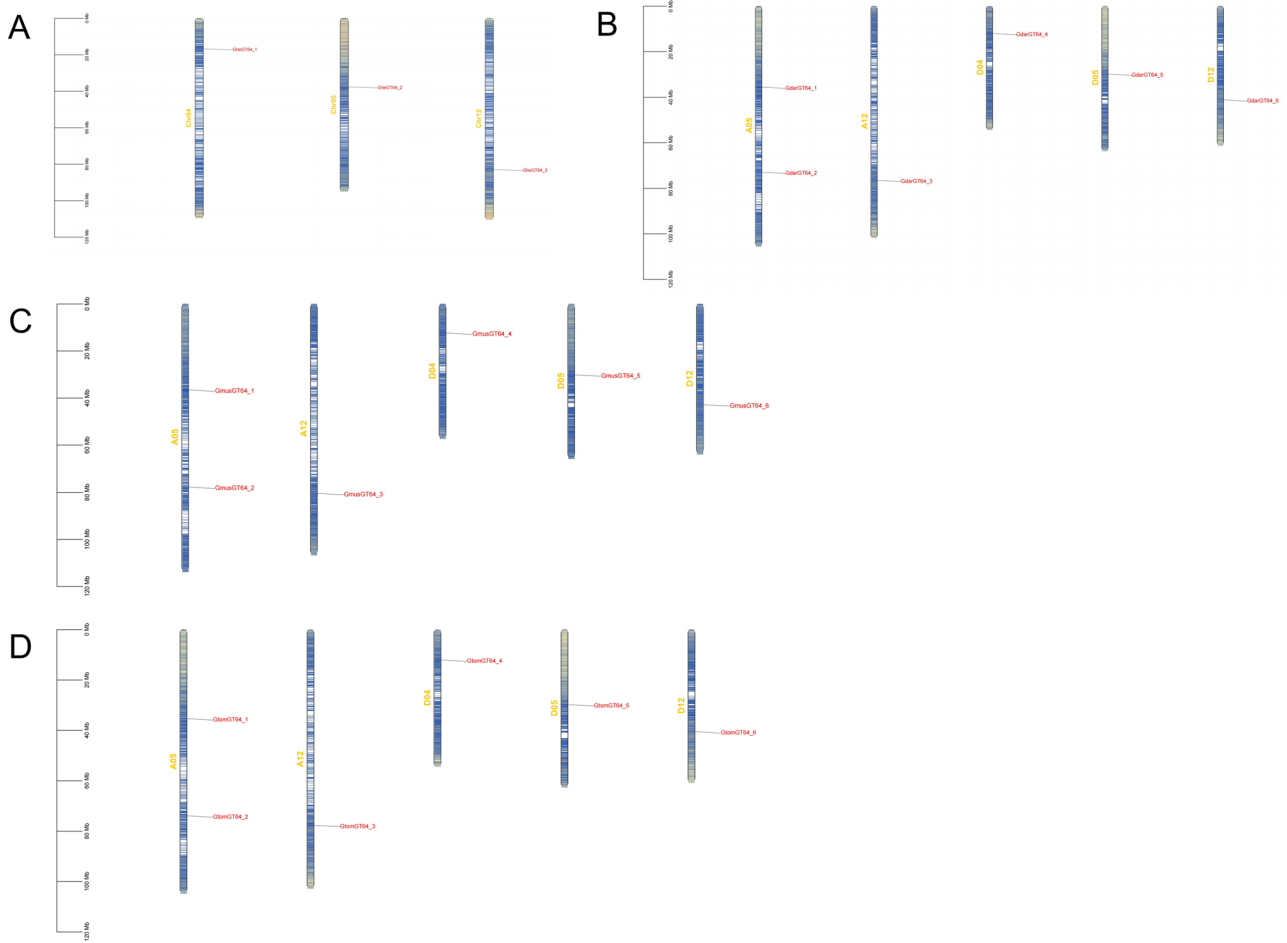 A
0 Mb
20 Mb
40 Mb
60 Mb
80 Mb
100 Mb
120 Mb
Chr04
GheGT64_1
Chr05
GheGT64_2
Chr12
GheGT64_3
B
0 Mb
20 Mb
40 Mb
60 Mb
80 Mb
100 Mb
120 Mb
A05
GdarGT64_1
GdarGT64_2
A12
GdarGT64_3
D04
GdarGT64_4
D05
GdarGT64_5
D12
GdarGT64_6
C
0 Mb
20 Mb
40 Mb
60 Mb
80 Mb
100 Mb
120 Mb
A05
GmusGT64_1
GmusGT64_2
A12
GmusGT64_3
D04
GmusGT64_4
D05
GmusGT64_5
D12
GmusGT64_6
D
0 Mb
20 Mb
40 Mb
60 Mb
80 Mb
100 Mb
120 Mb
A05
GtomGT64_1
GtomGT64_2
A12
GtomGT64_3
D04
GtomGT64_4
D05
GtomGT64_5
D12
GtomGT64_6